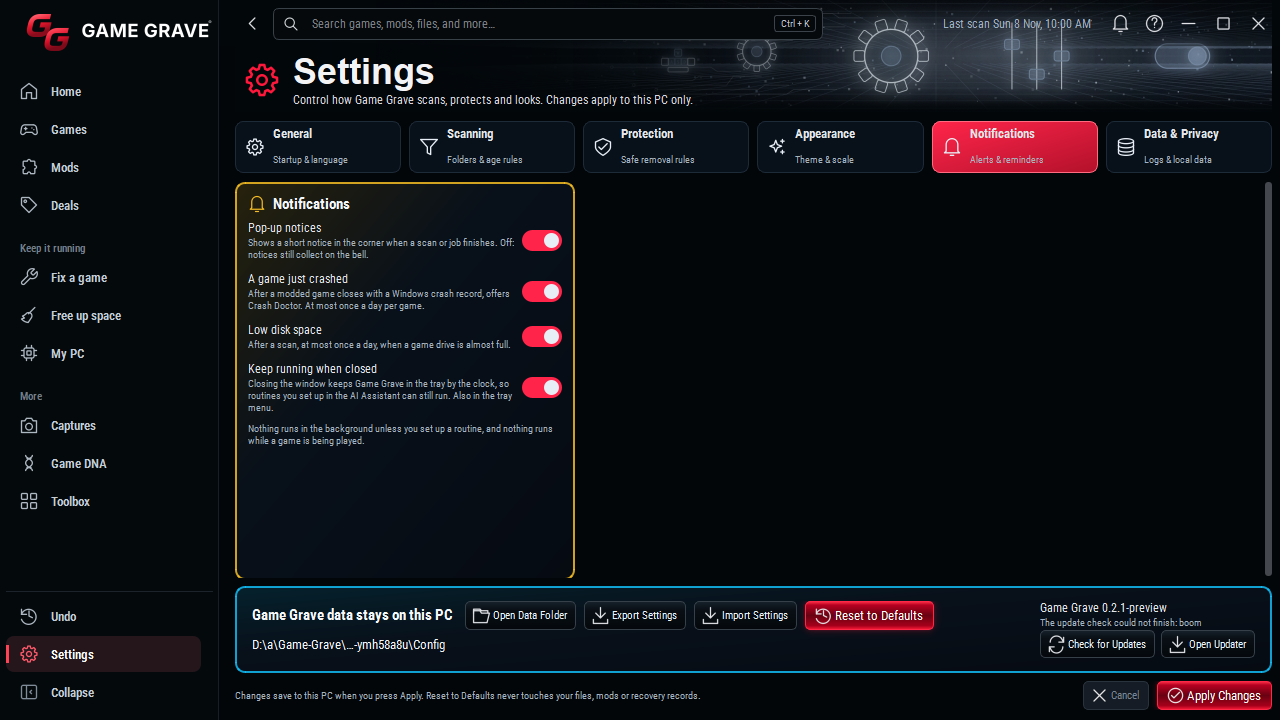 GG GAME GRAVE
Search games, mods, files, and more...
Ctrl + K
Last scan Sun 8 Nov, 10:00 AM
Settings
Control how Game Grave scans, protects and looks. Changes apply to this PC only.
Home
Games
Mods
Deals
Keep it running
Fix a game
Free up space
My PC
More
Captures
Game DNA
Toolbox
Undo
Settings
Collapse
General
Startup & language
Scanning
Folders & age rules
Protection
Safe removal rules
Appearance
Theme & scale
Notifications
Alerts & reminders
Data & Privacy
Logs & local data
Notifications
Pop-up notices
Shows a short notice in the corner when a scan or job finishes. Off:
notices still collect on the bell.
A game just crashed
After a modded game closes with a Windows crash record, offers
Crash Doctor. At most once a day per game.
Low disk space
After a scan, at most once a day, when a game drive is almost full.
Keep running when closed
Closing the window keeps Game Grave in the tray by the clock, so
routines you set up in the AI Assistant can still run. Also in the tray
menu.
Nothing runs in the background unless you set up a routine, and nothing runs
while a game is being played.
Game Grave data stays on this PC
Open Data Folder
Export Settings
Import Settings
Reset to Defaults
D:\a\Game-Grave\...-ymh58a8u\Config
Game Grave 0.2.1-preview
The update check could not finish: boom
Check for Updates
Open Updater
Changes save to this PC when you press Apply. Reset to Defaults never touches your files, mods or recovery records.
Cancel
Apply Changes